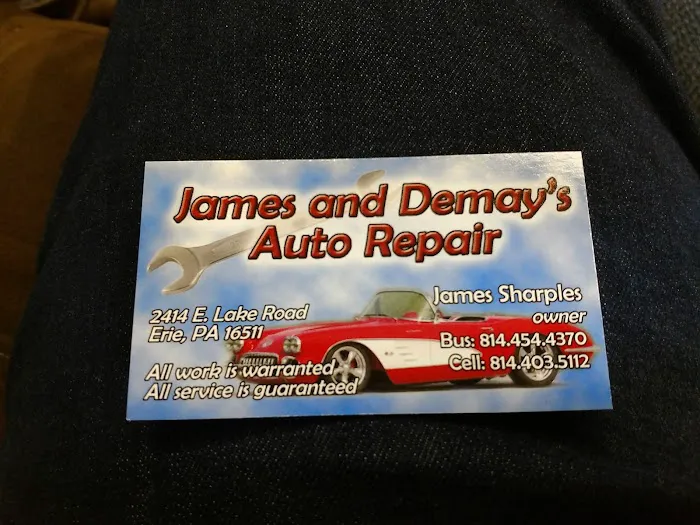 James and Demay's
Auto Repair
2414 E. Lake Road
Erie, PA 16511
All work is warranted
All service is guaranteed
James Sharples
owner
Bus: 814.454.4370
Cell: 814.403.5112